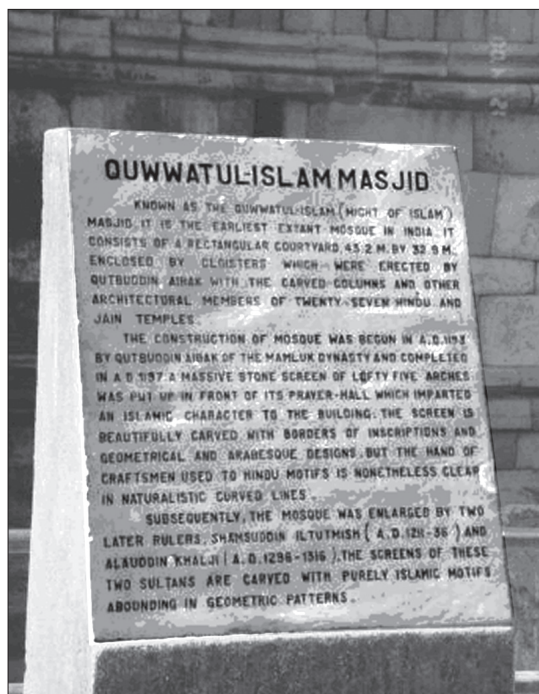 QUWWATUL-ISLAM MASJID
KNOWN AS THE QUWWATUL-ISLAM (MIGHT OF ISLAM)
MASJID IT IS THE EARLIEST EXTANT MOSQUE IN INDIA IT
CONSISTS OF A RECTANGULAR COURTYARD, 43.2 M. BY 32.9 M.
ENCLOSED BY CLOISTERS WHICH WERE ERECTED BY
QUTBUDDIN AIBAK WITH THE CARVED COLUMNS AND OTHER
ARCHITECTURAL MEMBERS OF TWENTY-SEVEN HINDU AND
JAIN TEMPLES.
THE CONSTRUCTION OF MOSQUE WAS BEGUN IN A.D.1193
BY QUTBUDDIN AIBAK OF THE MAMLUK DYNASTY AND COMPLETED
IN A.D.1197. A MASSIVE STONE SCREEN OF LOFTY FIVE ARCHES
WAS PUT UP IN FRONT OF ITS PRAYER-HALL WHICH IMPARTED
AN ISLAMIC CHARACTER TO THE BUILDING. THE SCREEN IS
BEAUTIFULLY CARVED WITH BORDERS OF INSCRIPTIONS AND
GEOMETRICAL AND ARABESQUE DESIGNS, BUT THE HAND OF
CRAFTSMEN USED TO HINDU MOTIFS IS NONETHELESS CLEAR
IN NATURALISTIC CURVED LINES.
SUBSEQUENTLY, THE MOSQUE WAS ENLARGED BY TWO
LATER RULERS, SHAMSUDDIN ILTUTMISH (A.D.1211-36) AND
ALAUDDIN KHALJI (A.D.1296-1316). THE SCREENS OF THESE
TWO SULTANS ARE CARVED WITH PURELY ISLAMIC MOTIFS
ABOUNDING IN GEOMETRIC PATTERNS.